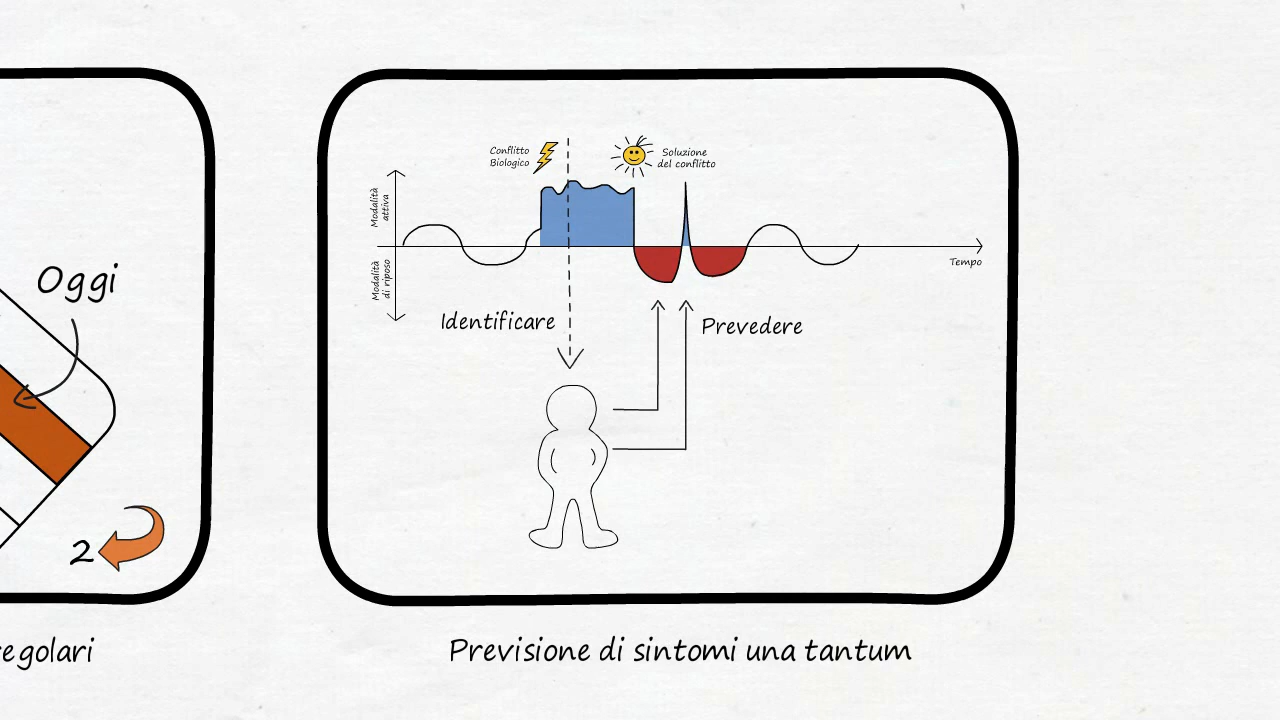 Oggi
2
egolari
Conflitto
Biologico
Soluzione
del conflitto
Modalità
attiva
Modalità
di riposo
Tempo
Identificare
Prevedere
Previsione di sintomi una tantum